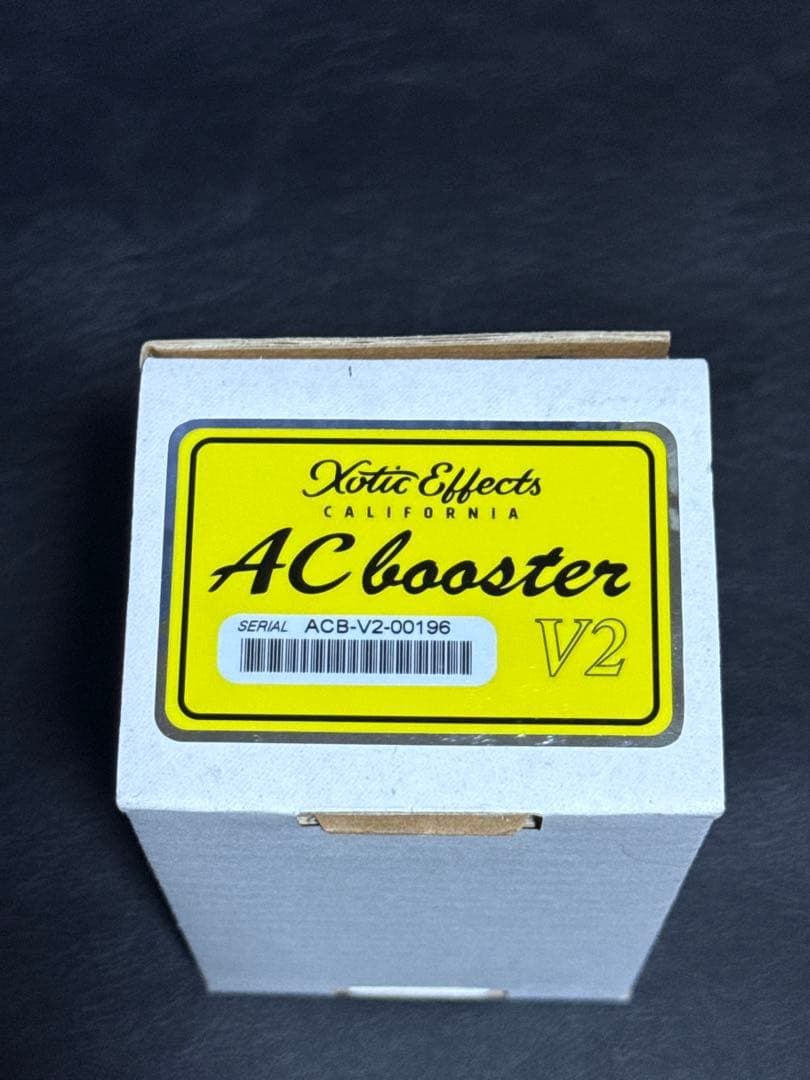 Xotic Effects
CALIFORNIA
AC booster
SERIAL ACB-V2-00196
V2